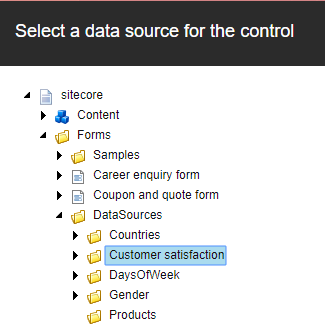 Select a data source for the control
sitecore
Content
Forms
Samples
Career enquiry form
Coupon and quote form
DataSources
Countries
Customer satisfaction
DaysOfWeek
Gender
Products